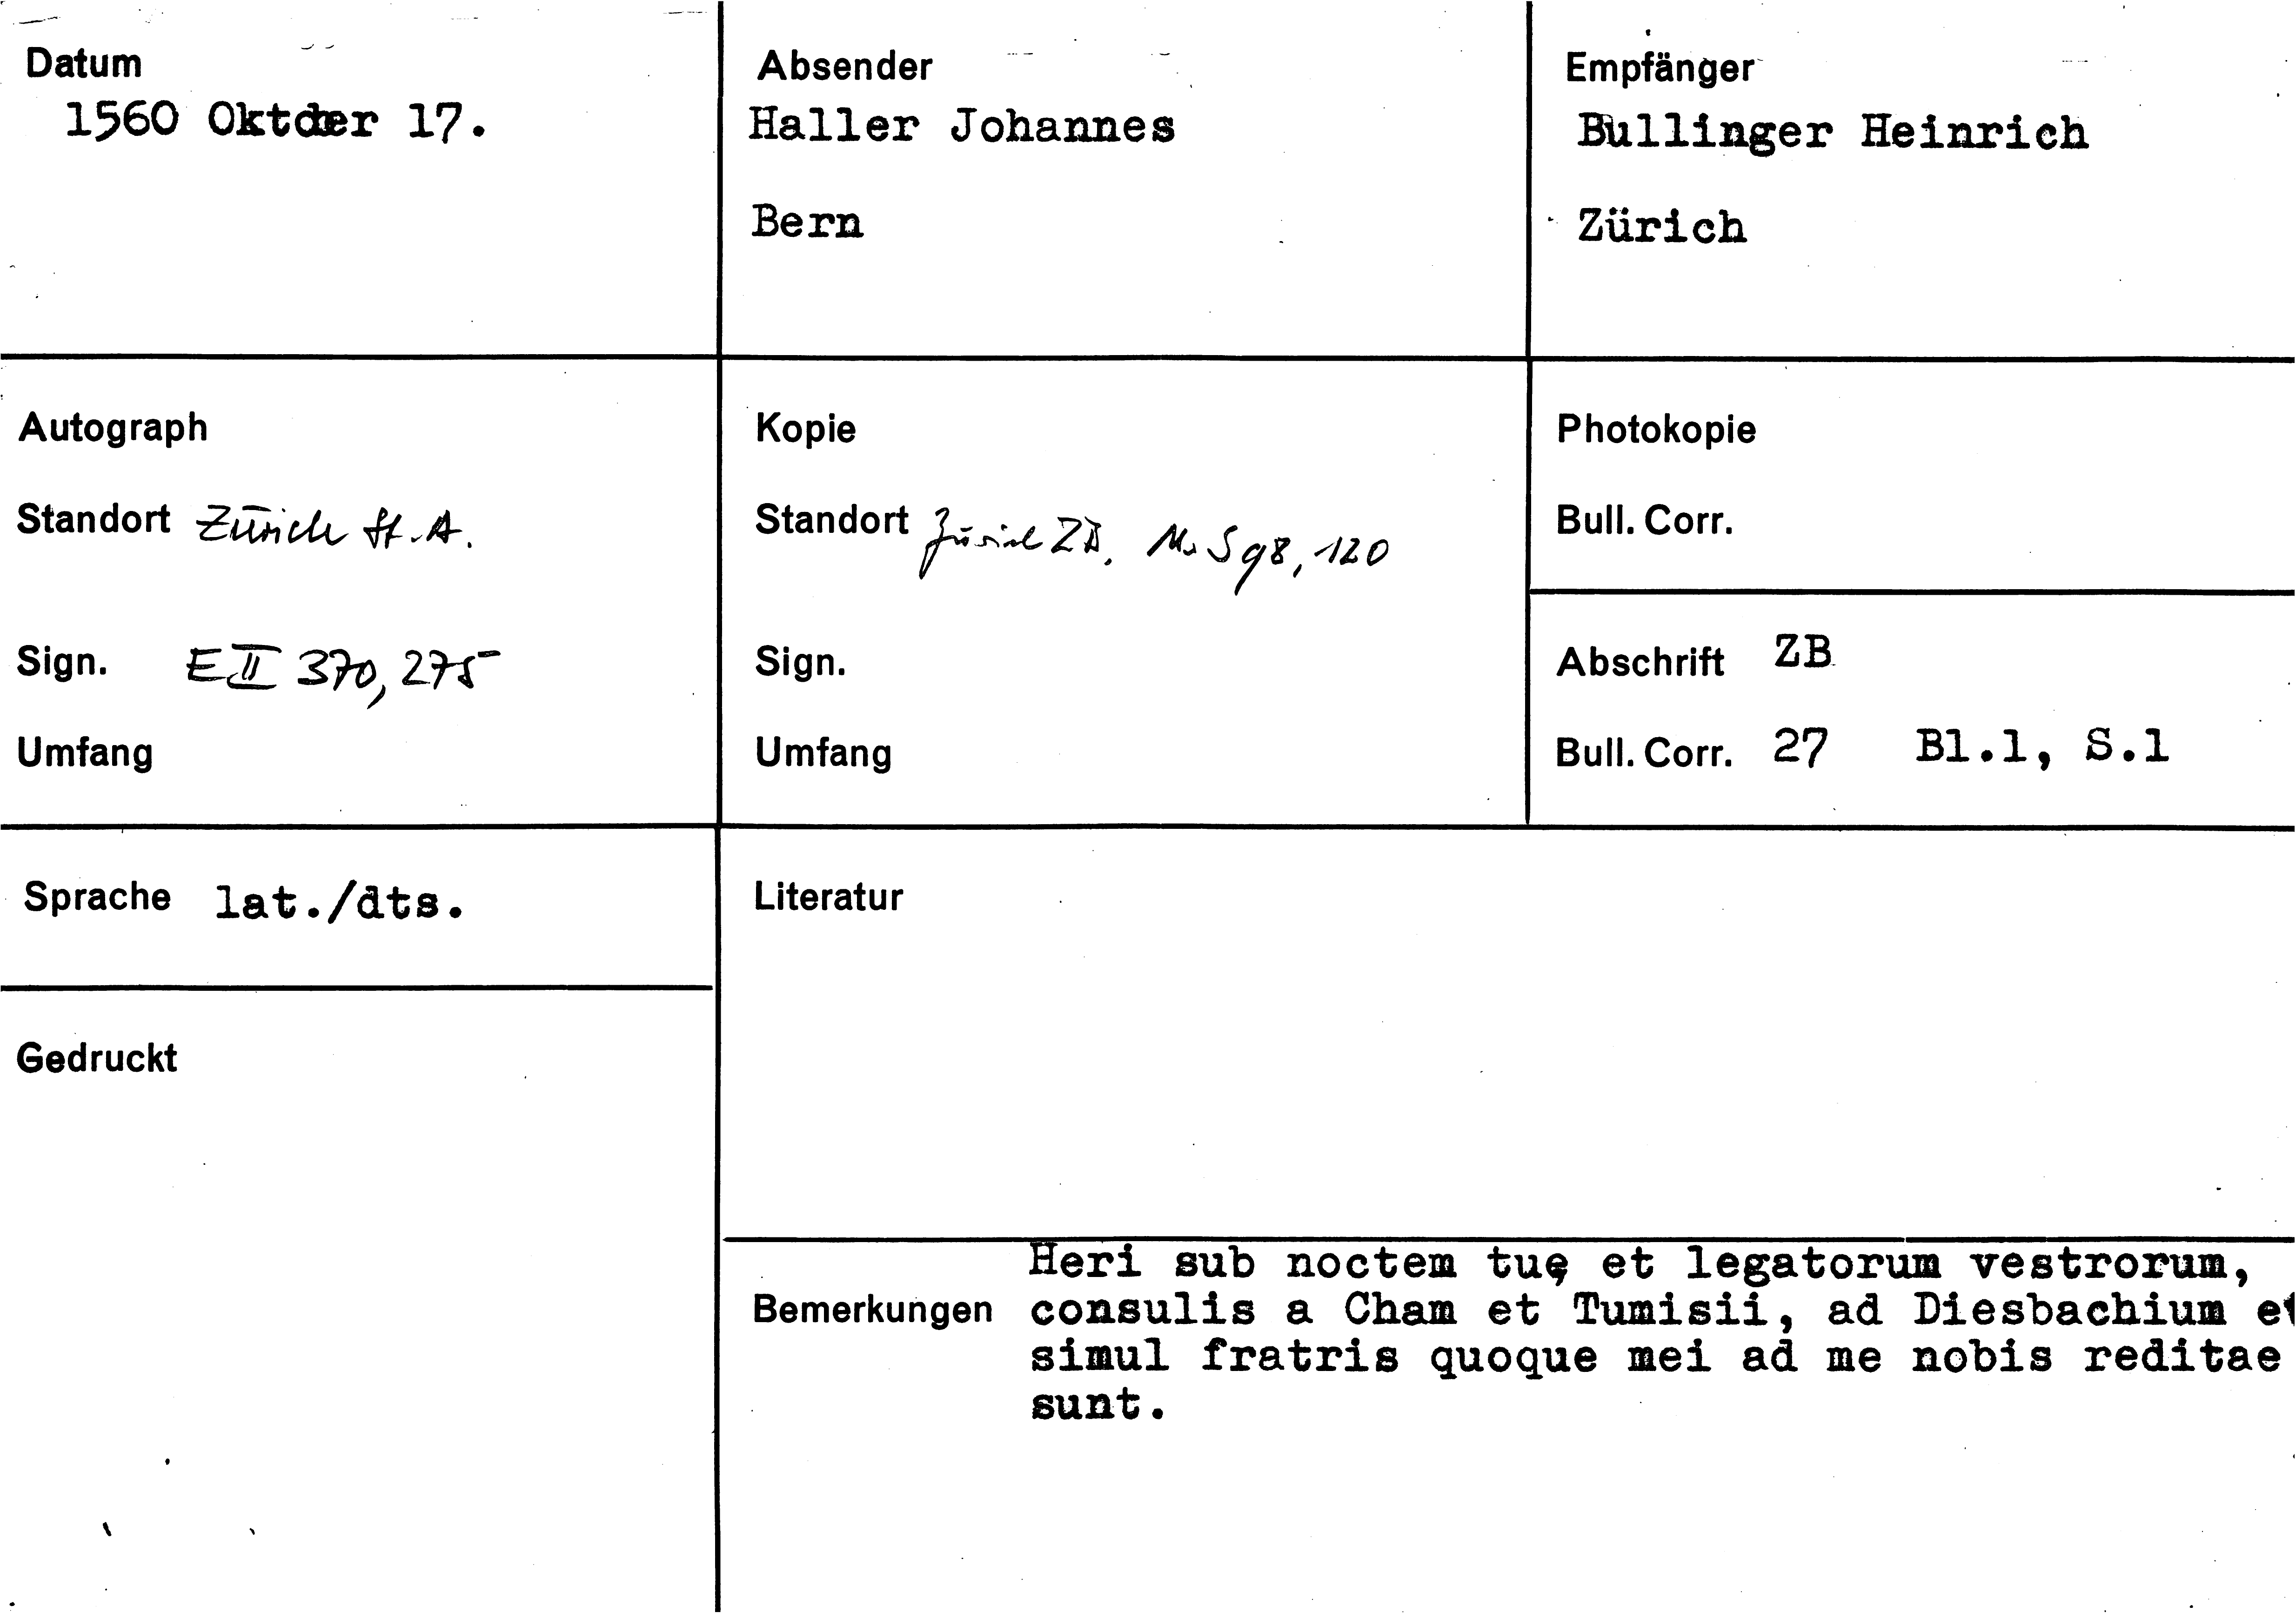 Datum
1560 Oktober 17.
Absender
Haller Johannes
Bern
Empfänger
Bullinger Heinrich
Zürich
Autograph
Standort Zürich St.A.
Sign. E II 370, 275
Umfang
Kopie
Standort Zürich ZB, Ms S 98, 120
Sign.
Umfang
Photokopie
Bull. Corr.
Abschrift ZB
Bull. Corr. 27 Bl.1, S.1
Sprache lat./dts.
Gedruckt
Literatur
Bemerkungen
Heri sub noctem tuę et legatorum vestrorum,
consulis a Cham et Tumisii, ad Diesbachium et
simul fratris quoque mei ad me nobis reditae
sunt.